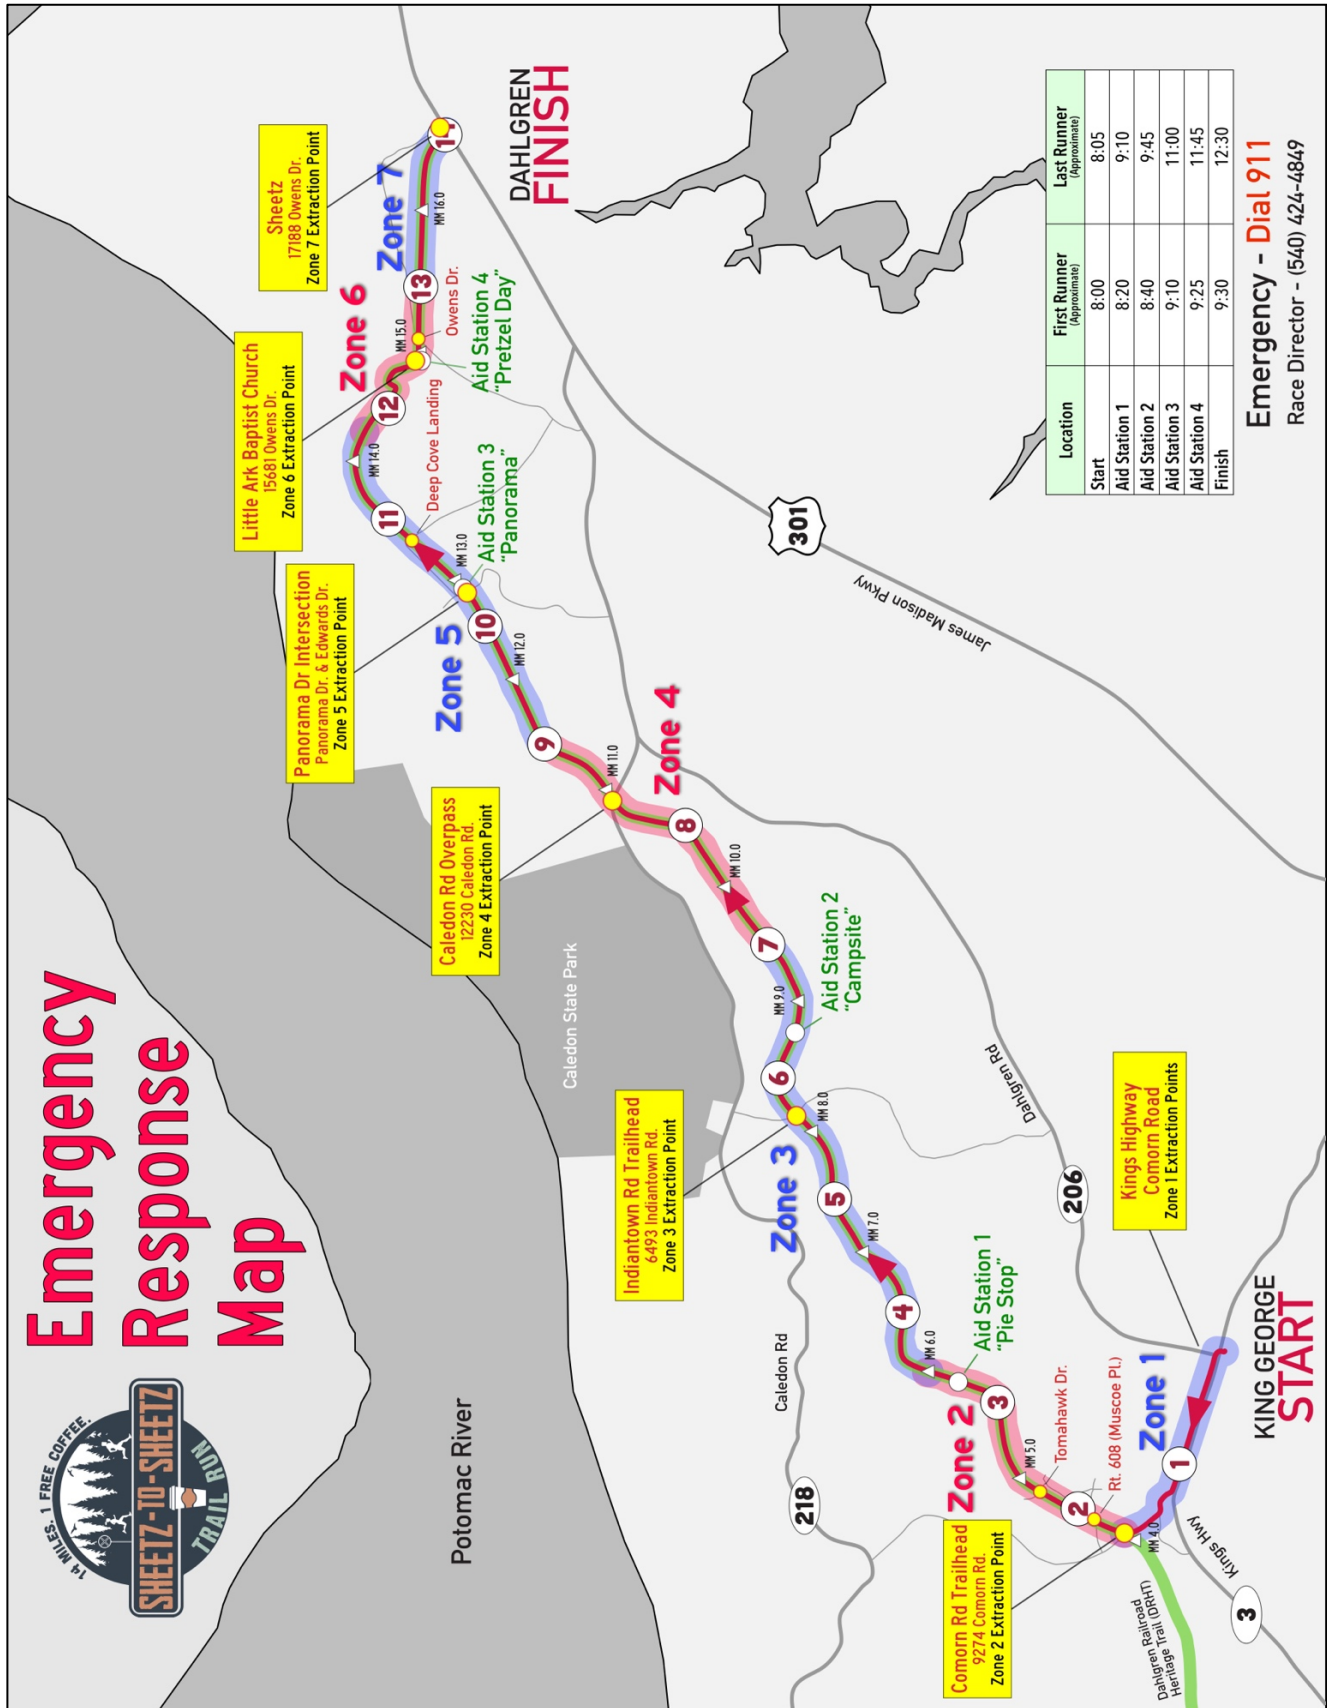 Emergency
Response
Map
14 MILES. 1 FREE COFFEE.
SHEETZ-TO-SHEETZ
TRAIL RUN
Potomac River
Caledon State Park
Sheetz
17188 Owens Dr.
Zone 7 Extraction Point
Little Ark Baptist Church
15681 Owens Dr.
Zone 6 Extraction Point
Panorama Dr Intersection
Panorama Dr. & Edwards Dr.
Zone 5 Extraction Point
Caledon Rd Overpass
12230 Caledon Rd.
Zone 4 Extraction Point
Indiantown Rd Trailhead
6493 Indiantown Rd.
Zone 3 Extraction Point
Comorn Rd Trailhead
9274 Comorn Rd.
Zone 2 Extraction Point
Kings Highway
Comorn Road
Zone 1 Extraction Points
KING GEORGE
START
Zone 1
1
Kings Hwy
3
Dahlgren Railroad
Heritage Trail (DRHT)
MM 4.0
Rt. 608 (Muscoe Pl.)
2
Tomahawk Dr.
MM 5.0
Zone 2
3
Aid Station 1
"Pie Stop"
MM 6.0
4
MM 7.0
5
Zone 3
MM 8.0
6
Aid Station 2
"Campsite"
MM 9.0
7
MM 10.0
8
Zone 4
MM 11.0
9
MM 12.0
Zone 5
10
Aid Station 3
"Panorama"
MM 13.0
Deep Cove Landing
11
MM 14.0
12
Zone 6
MM 15.0
Aid Station 4
"Pretzel Day"
Owens Dr.
13
Zone 7
MM 16.0
DAHLGREN
FINISH
Caledon Rd
218
Dahlgren Rd
206
301
James Madison Pkwy
Location First Runner (Approximate) Last Runner (Approximate)
Start 8:00 8:05
Aid Station 1 8:20 9:10
Aid Station 2 8:40 9:45
Aid Station 3 9:10 11:00
Aid Station 4 9:25 11:45
Finish 9:30 12:30
Emergency - Dial 911
Race Director - (540) 424-4849